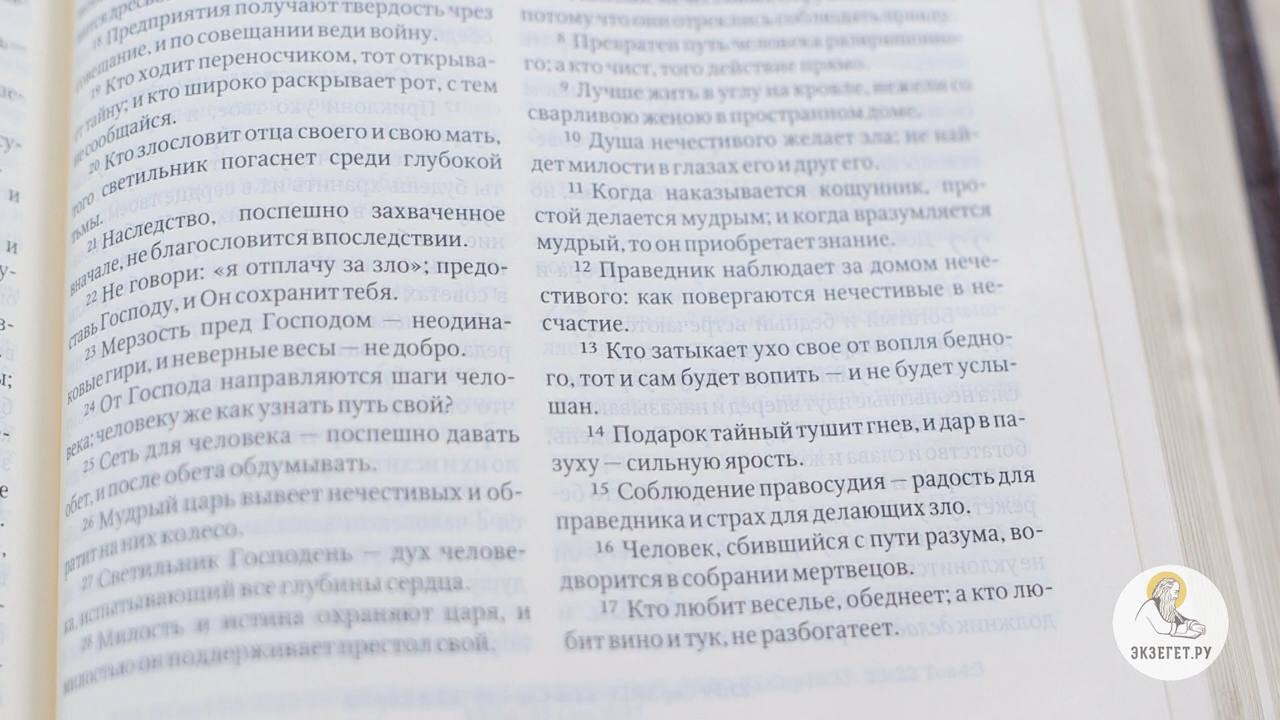 18 Предприятия получают твердость чрез
совещание, и по совещании веди войну.
19 Кто ходит переносчиком, тот открыва-
ет тайну; и кто широко раскрывает рот, с тем
не сообщайся.
20 Кто злословит отца своего и свою мать,
того светильник погаснет среди глубокой
тьмы.
21 Наследство, поспешно захваченное
вначале, не благословится впоследствии.
22 Не говори: «я отплачу за зло»; предо-
ставь Господу, и Он сохранит тебя.
23 Мерзость пред Господом — неодина-
ковые гири, и неверные весы — не добро.
24 От Господа направляются шаги чело-
века; человеку же как узнать путь свой?
25 Сеть для человека — поспешно давать
обет, и после обета обдумывать.
26 Мудрый царь вывеет нечестивых и об-
ратит на них колесо.
27 Светильник Господень — дух челове-
ка, испытывающий все глубины сердца.
28 Милость и истина охраняют царя, и
милостью он поддерживает престол свой.
потому что они отреклись соблюдать правду.
8 Превратен путь человека развращенно-
го; а кто чист, того действие прямо.
9 Лучше жить в углу на кровле, нежели со
сварливою женою в пространном доме.
10 Душа нечестивого желает зла: не най-
дет милости в глазах его и друг его.
11 Когда наказывается кощунник, про-
стой делается мудрым; и когда вразумляется
мудрый, то он приобретает знание.
12 Праведник наблюдает за домом нече-
стивого: как повергаются нечестивые в не-
счастие.
13 Кто затыкает ухо свое от вопля бедно-
го, тот и сам будет вопить — и не будет услы-
шан.
14 Подарок тайный тушит гнев, и дар в па-
зуху — сильную ярость.
15 Соблюдение правосудия — радость для
праведника и страх для делающих зло.
16 Человек, сбившийся с пути разума, во-
дворится в собрании мертвецов.
17 Кто любит веселье, обеднеет; а кто лю-
бит вино и тук, не разбогатеет.
ЭКЗЕГЕТ.РУ